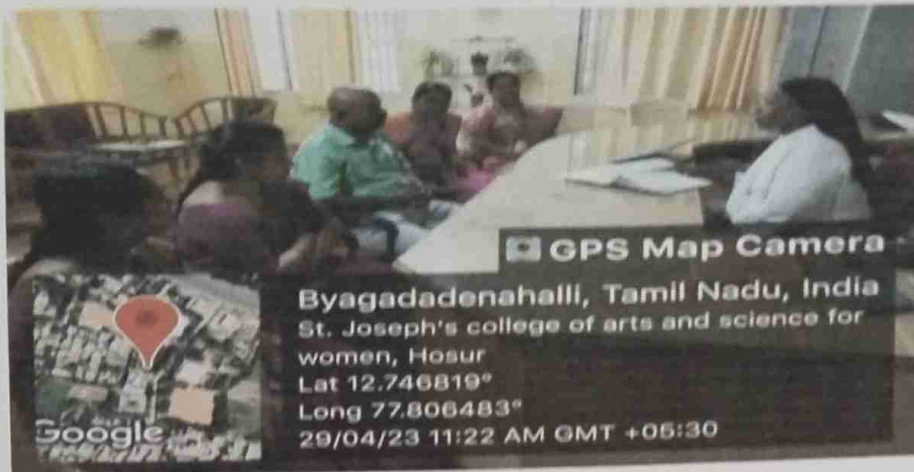 GPS Map Camera
Byagadadenahalli, Tamil Nadu, India
St. Joseph's college of arts and science for
women, Hosur
Lat 12.746819°
Long 77.806483°
29/04/23 11:22 AM GMT +05:30
Google